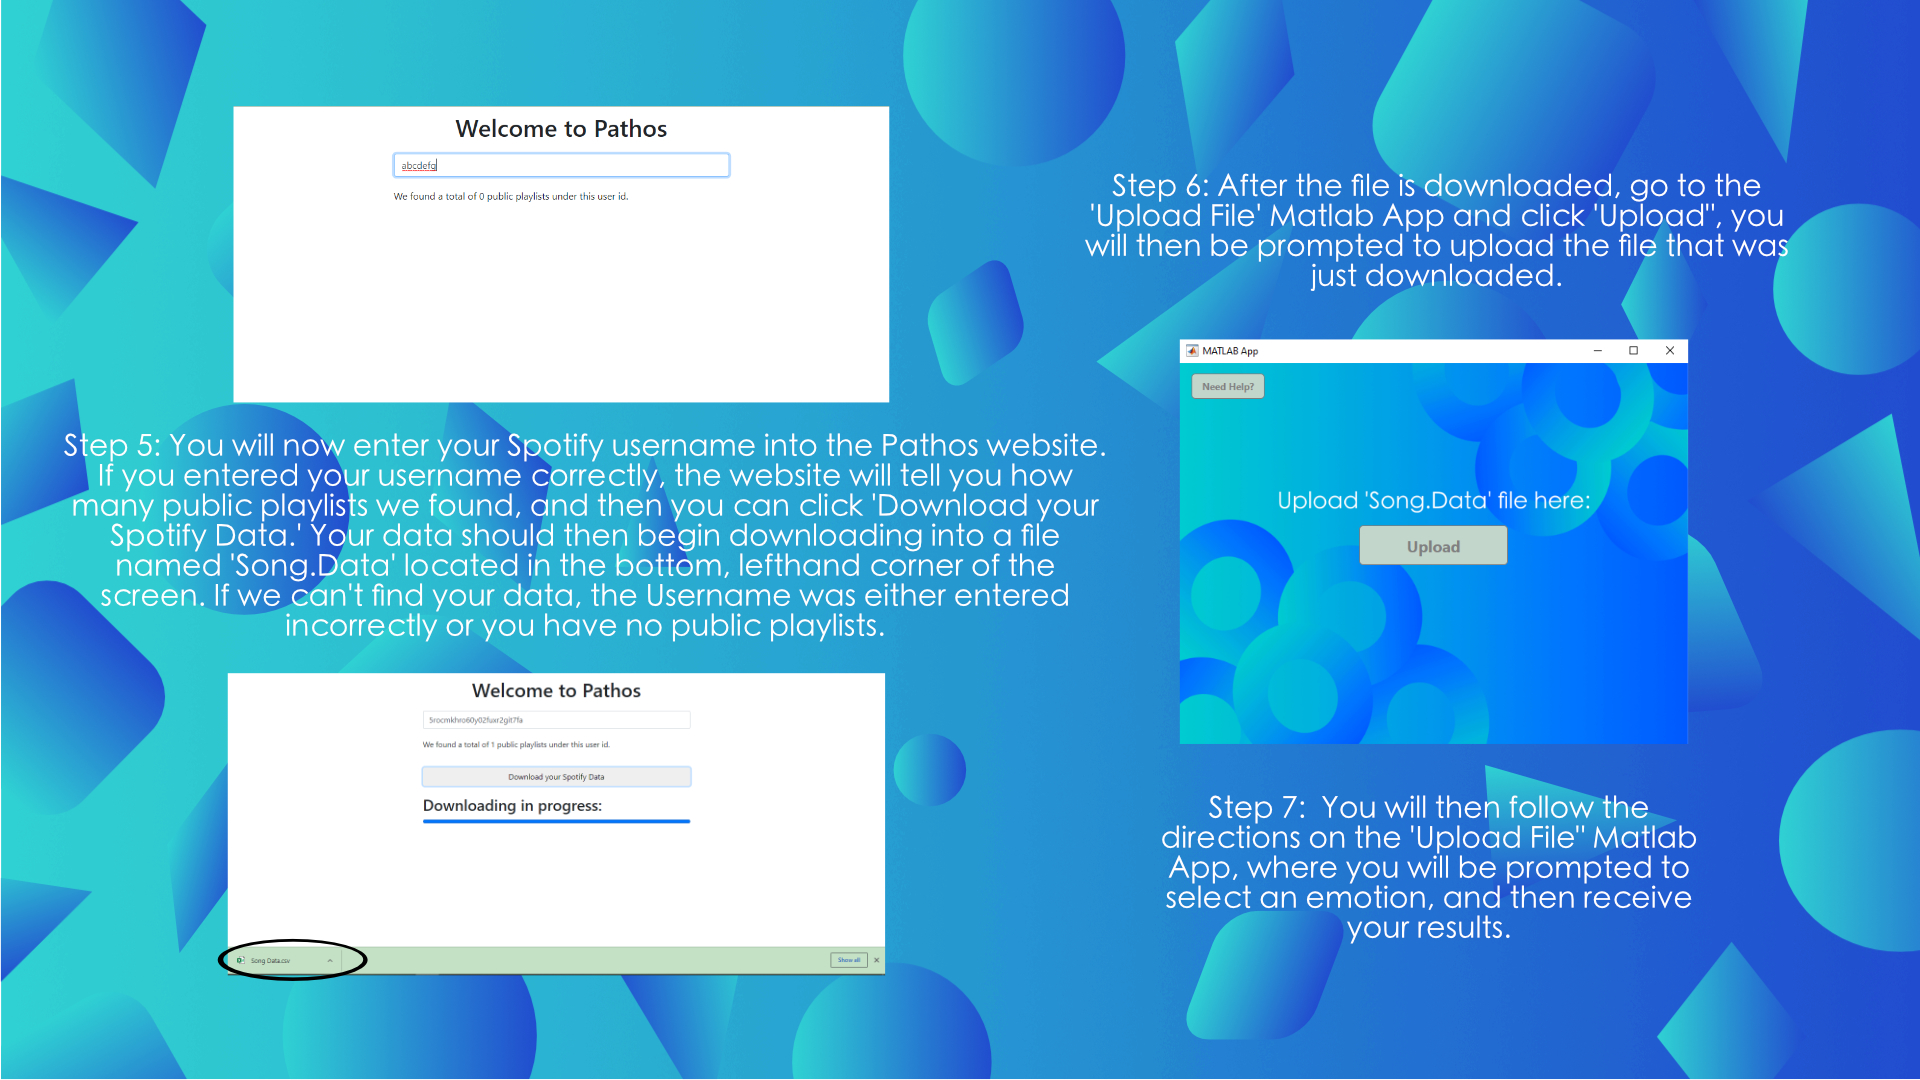 Welcome to Pathos
abcdefg
We found a total of 0 public playlists under this user id.
Step 5: You will now enter your Spotify username into the Pathos website.
If you entered your username correctly, the website will tell you how
many public playlists we found, and then you can click 'Download your
Spotify Data.' Your data should then begin downloading into a file
named 'Song.Data' located in the bottom, lefthand corner of the
screen. If we can't find your data, the Username was either entered
incorrectly or you have no public playlists.
Welcome to Pathos
5rocmkhro60y02fuxr2git7fa
We found a total of 1 public playlists under this user id.
Download your Spotify Data
Downloading in progress:
Song Data.csv
Show all
Step 6: After the file is downloaded, go to the
'Upload File' Matlab App and click 'Upload", you
will then be prompted to upload the file that was
just downloaded.
MATLAB App
Need Help?
Upload 'Song.Data' file here:
Upload
Step 7:  You will then follow the
directions on the 'Upload File" Matlab
App, where you will be prompted to
select an emotion, and then receive
your results.